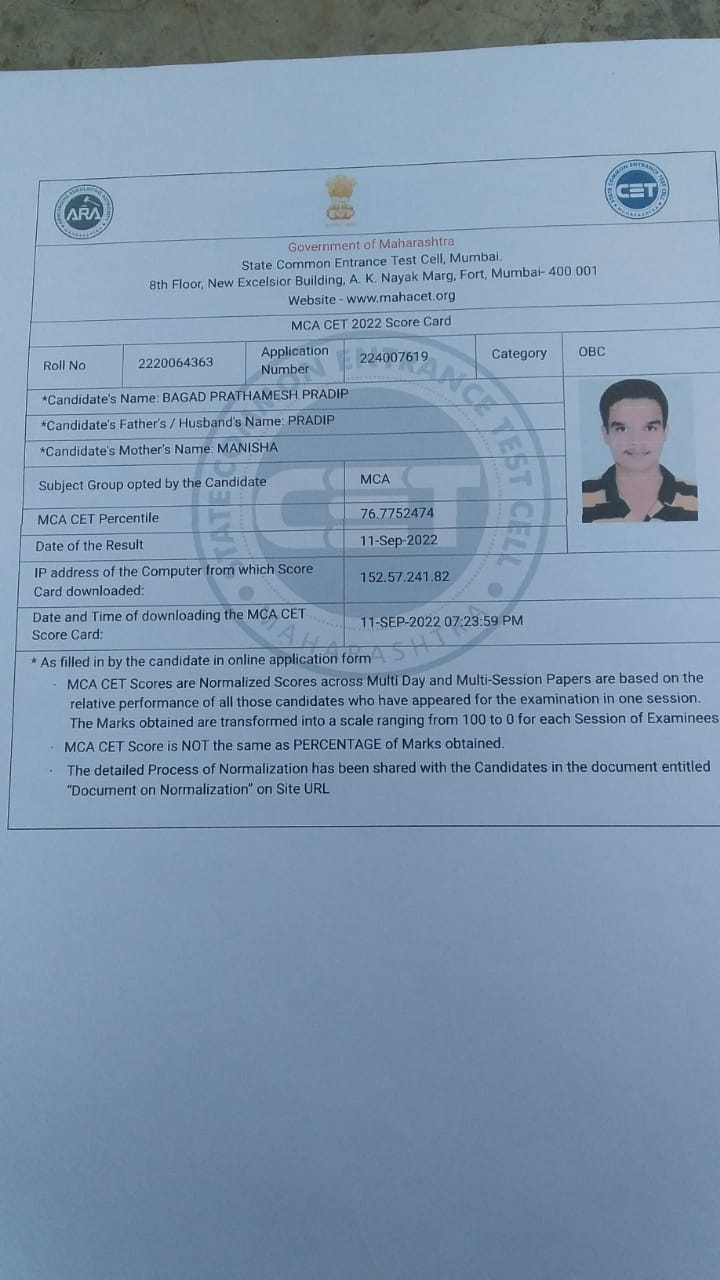 ARA
STATE COMMON ENTRANCE TEST CELL
CET
MAHARASHTRA
Government of Maharashtra
State Common Entrance Test Cell, Mumbai.
8th Floor, New Excelsior Building, A. K. Nayak Marg, Fort, Mumbai- 400 001
Website - www.mahacet.org
MCA CET 2022 Score Card
Roll No 2220064363 Application Number 224007619 Category OBC
*Candidate's Name: BAGAD PRATHAMESH PRADIP
*Candidate's Father's / Husband's Name: PRADIP
*Candidate's Mother's Name: MANISHA
Subject Group opted by the Candidate MCA
MCA CET Percentile 76.7752474
Date of the Result 11-Sep-2022
IP address of the Computer from which Score
Card downloaded: 152.57.241.82
Date and Time of downloading the MCA CET
Score Card: 11-SEP-2022 07:23:59 PM
* As filled in by the candidate in online application form
· MCA CET Scores are Normalized Scores across Multi Day and Multi-Session Papers are based on the
relative performance of all those candidates who have appeared for the examination in one session.
The Marks obtained are transformed into a scale ranging from 100 to 0 for each Session of Examinees
· MCA CET Score is NOT the same as PERCENTAGE of Marks obtained.
· The detailed Process of Normalization has been shared with the Candidates in the document entitled
“Document on Normalization” on Site URL
STATE COMMON ENTRANCE TEST CELL
CET
MAHARASHTRA